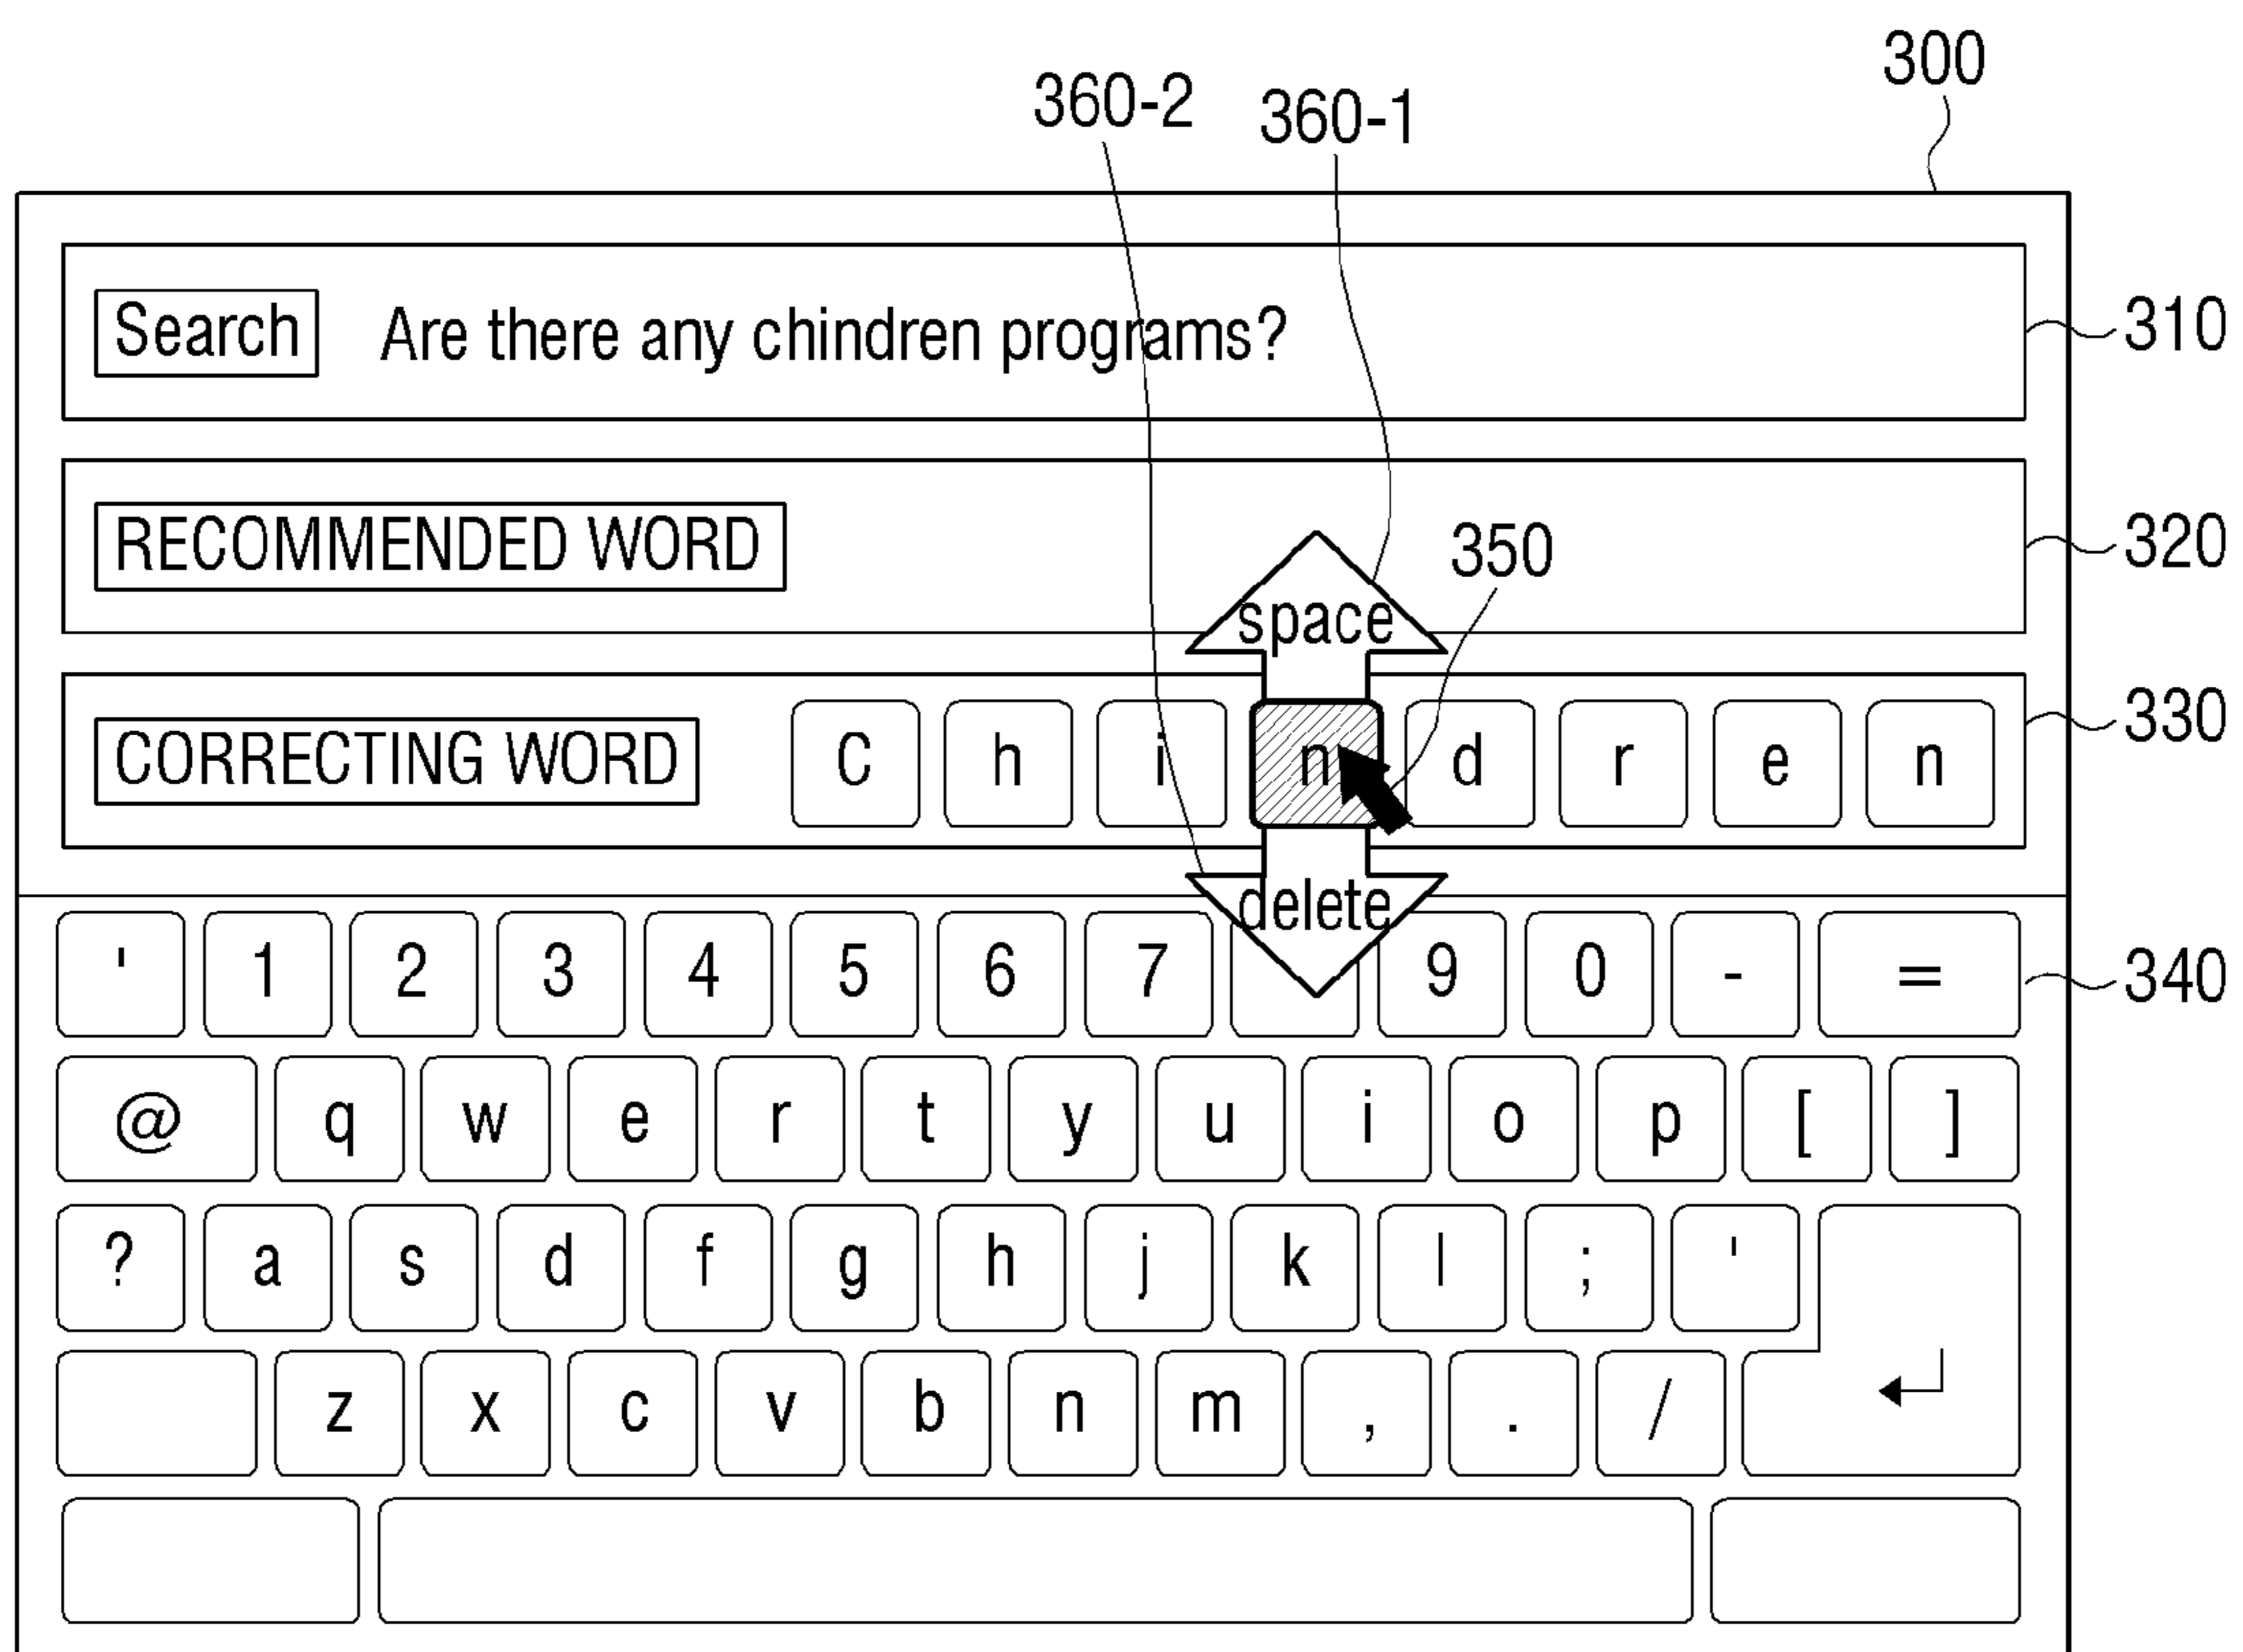 300
360-2 360-1
Search Are there any chindren programs? 310
RECOMMENDED WORD 320
350
space
CORRECTING WORD C h i n d r e n 330
delete
' 1 2 3 4 5 6 7 9 0 - = 340
@ q w e r t y u i o p [ ]
? a s d f g h j k l ; '
z x c v b n m , . /